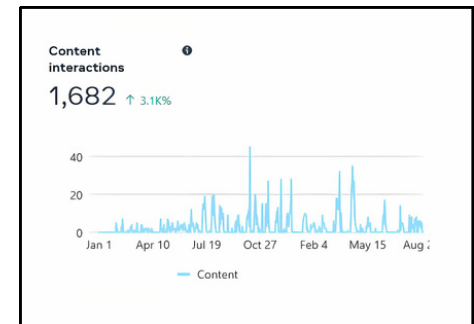 Content
interactions
1,682 ↑ 3.1K%
40
20
0
Jan 1 Apr 10 Jul 19 Oct 27 Feb 4 May 15 Aug
Content